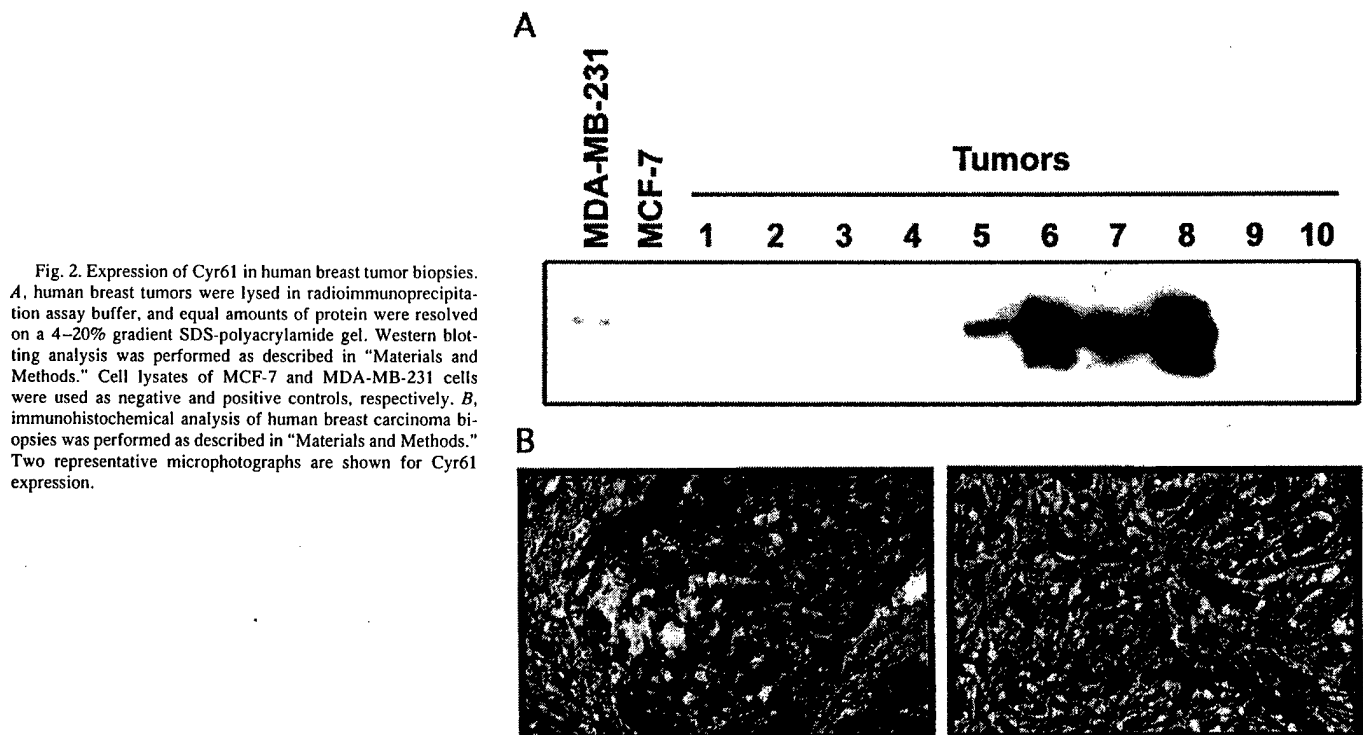 Fig. 2. Expression of Cyr61 in human breast tumor biopsies.
A, human breast tumors were lysed in radioimmunoprecipita-
tion assay buffer, and equal amounts of protein were resolved
on a 4–20% gradient SDS-polyacrylamide gel. Western blot-
ting analysis was performed as described in "Materials and
Methods." Cell lysates of MCF-7 and MDA-MB-231 cells
were used as negative and positive controls, respectively. B,
immunohistochemical analysis of human breast carcinoma bi-
opsies was performed as described in "Materials and Methods."
Two representative microphotographs are shown for Cyr61
expression.
A
MDA-MB-231
MCF-7
Tumors
1 2 3 4 5 6 7 8 9 10
B